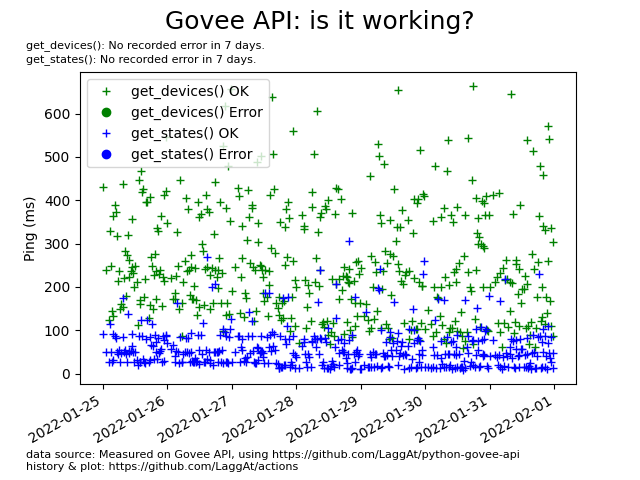 Govee API: is it working?
get_devices(): No recorded error in 7 days.
get_states(): No recorded error in 7 days.
get_devices() OK
get_devices() Error
get_states() OK
get_states() Error
Ping (ms)
600
500
400
300
200
100
0
2022-01-25
2022-01-26
2022-01-27
2022-01-28
2022-01-29
2022-01-30
2022-01-31
2022-02-01
data source: Measured on Govee API, using https://github.com/LaggAt/python-govee-api
history & plot: https://github.com/LaggAt/actions